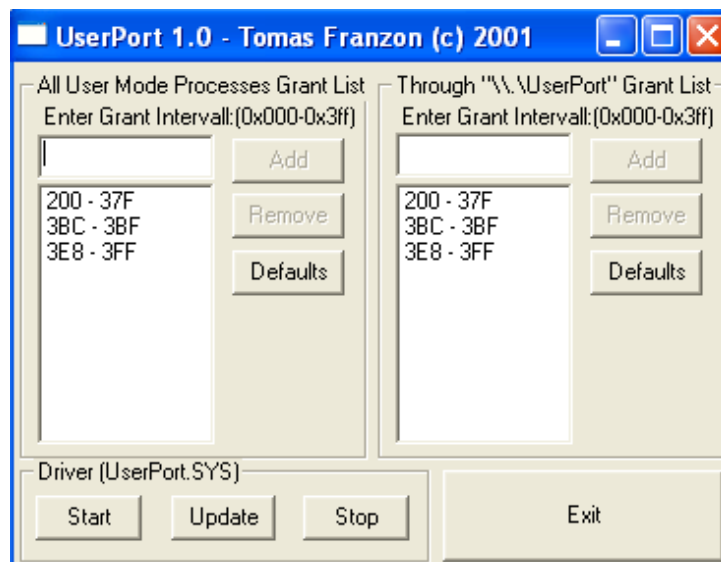 UserPort 1.0 - Tomas Franzon (c) 2001
All User Mode Processes Grant List
Enter Grant Intervall:(0x000-0x3ff)
Add
200 - 37F
3BC - 3BF
3E8 - 3FF
Remove
Defaults
Through "\\.\UserPort" Grant List
Enter Grant Intervall:(0x000-0x3ff)
Add
200 - 37F
3BC - 3BF
3E8 - 3FF
Remove
Defaults
Driver (UserPort.SYS)
Start
Update
Stop
Exit